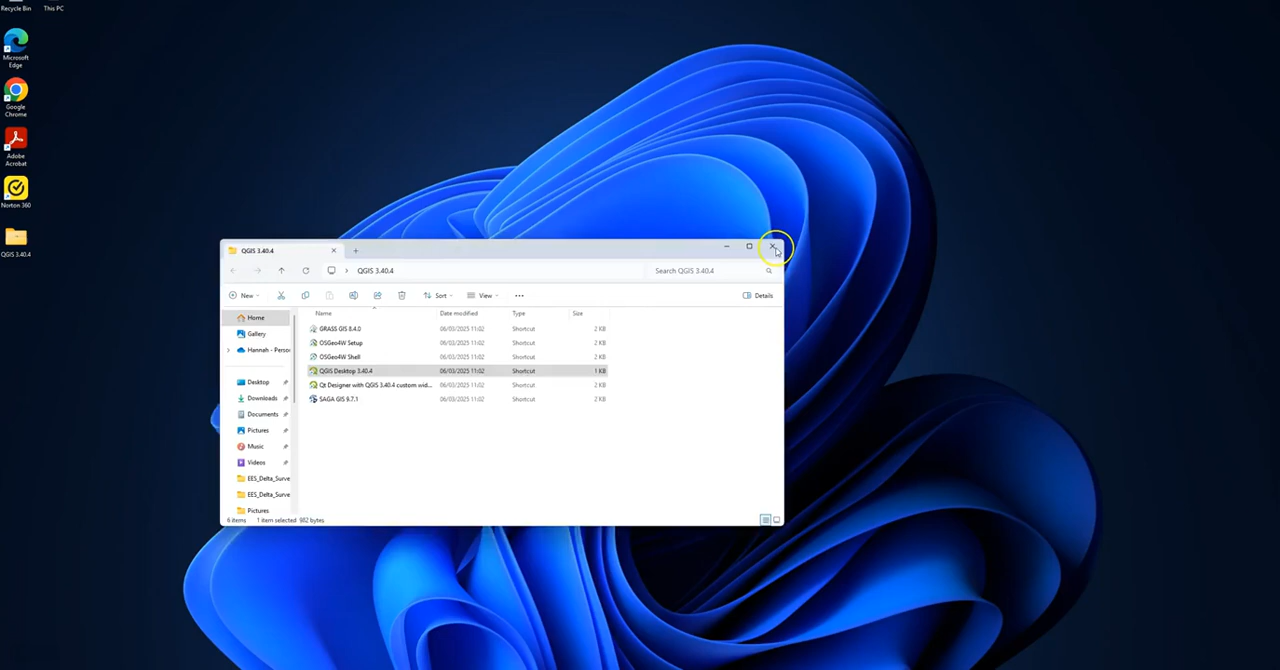 Recycle Bin
This PC
Microsoft
Edge
Google
Chrome
Adobe
Acrobat
Norton 360
QGIS 3.40.4
QGIS 3.40.4
QGIS 3.40.4
Search QGIS 3.40.4
New
Sort
View
Details
Home
Gallery
Hannah - Perso
Desktop
Downloads
Documents
Pictures
Music
Videos
EES_Delta_Surve
EES_Delta_Surve
Pictures
Name Date modified Type Size
GRASS GIS 8.4.0 06/03/2025 11:02 Shortcut 2 KB
OSGeo4W Setup 06/03/2025 11:02 Shortcut 2 KB
OSGeo4W Shell 06/03/2025 11:02 Shortcut 2 KB
QGIS Desktop 3.40.4 06/03/2025 11:02 Shortcut 1 KB
Qt Designer with QGIS 3.40.4 custom wid... 06/03/2025 11:02 Shortcut 2 KB
SAGA GIS 9.7.1 06/03/2025 11:02 Shortcut 2 KB
6 items 1 item selected 982 bytes